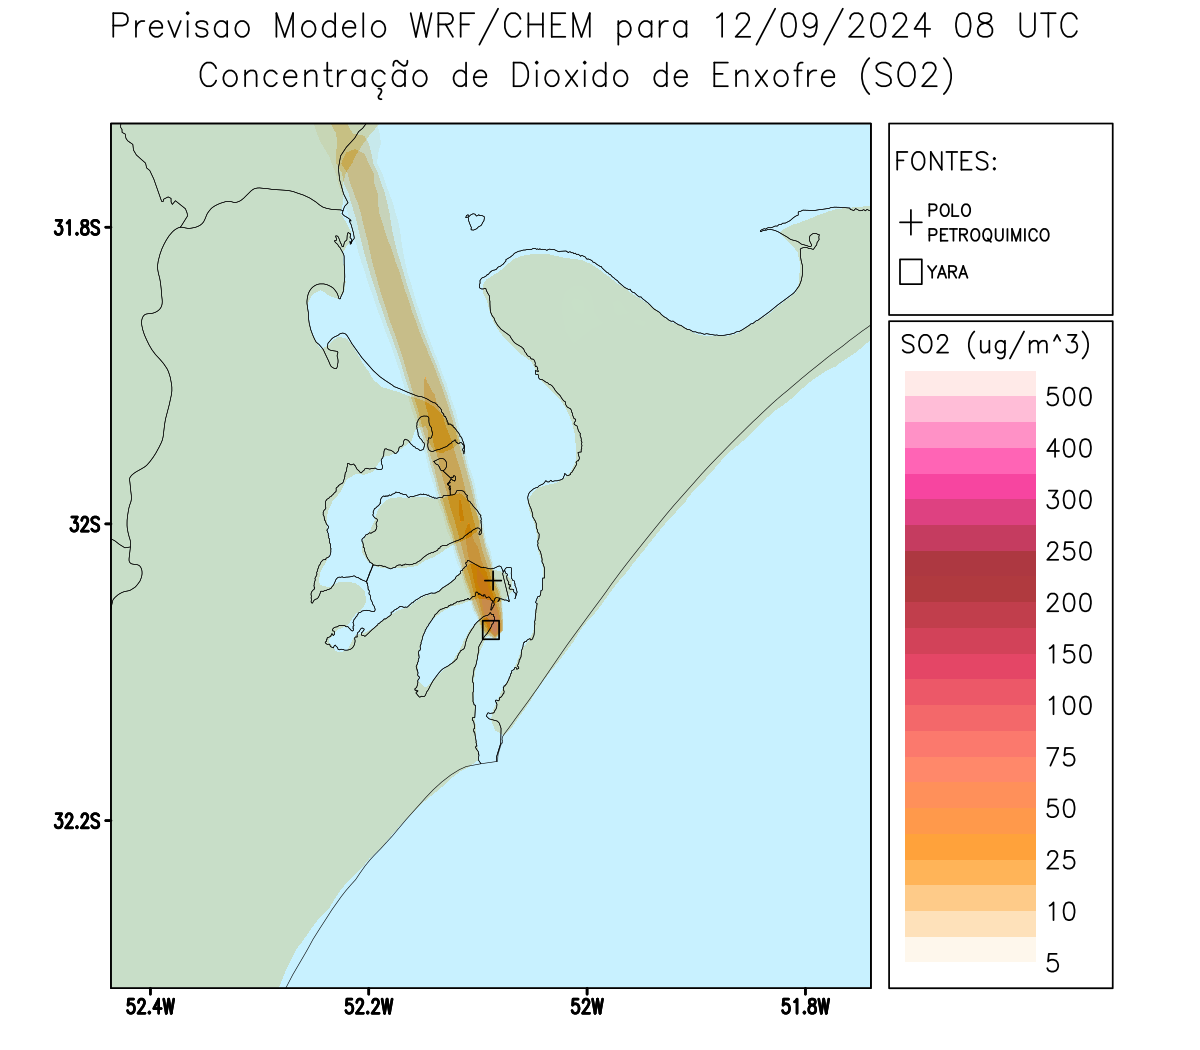 Previsao Modelo WRF/CHEM para 12/09/2024 08 UTC
Concentração de Dioxido de Enxofre (SO2)
FONTES:
POLO
PETROQUIMICO
YARA
SO2 (ug/m^3)
500
400
300
250
200
150
100
75
50
25
10
5
31.8S
32S
32.2S
52.4W
52.2W
52W
51.8W